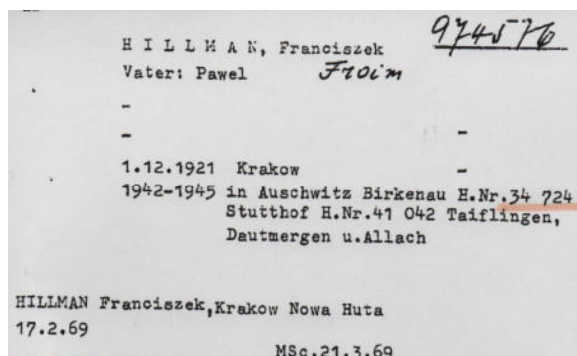 974576
HILLMAN, Franciszek
Vater: Pawel Froim
-
- -
1.12.1921 Krakow -
1942-1945 in Auschwitz Birkenau H.Nr.34 724
Stutthof H.Nr.41 042 Taiflingen,
Dautmergen u.Allach
HILLMAN Franciszek,Krakow Nowa Huta
17.2.69
MSc.21.3.69